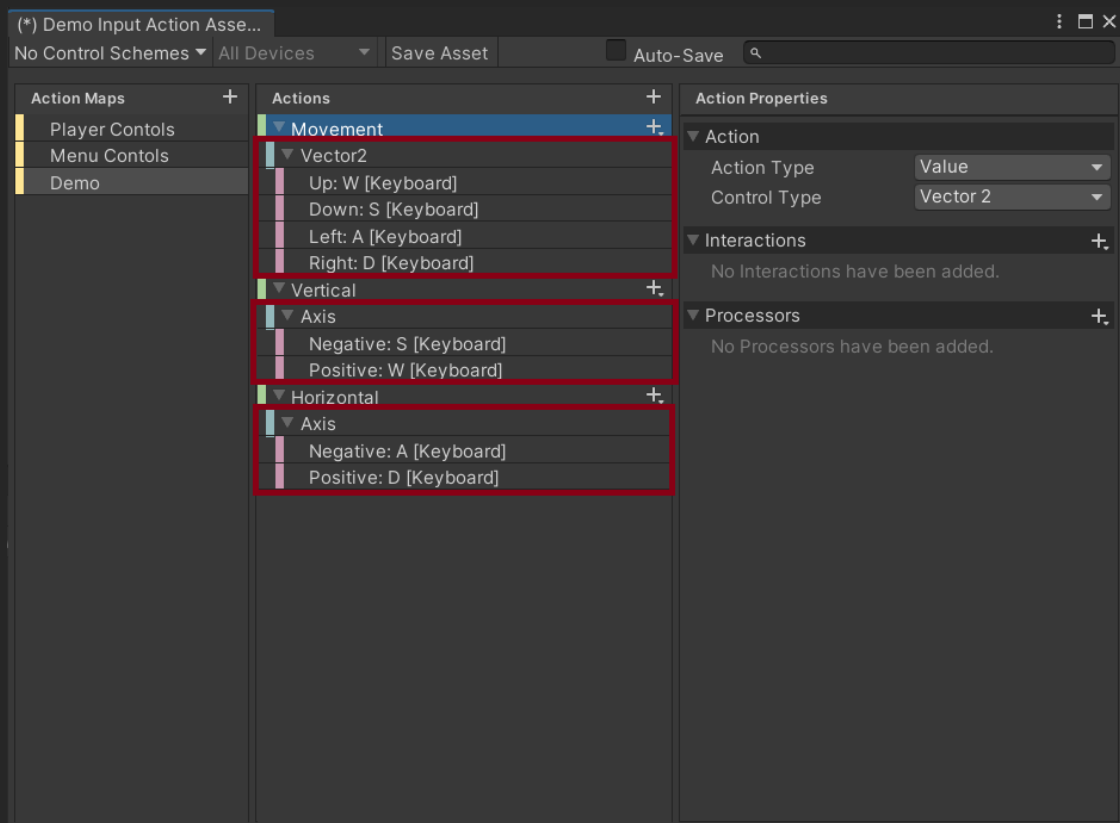 (*) Demo Input Action Asse...
No Control Schemes All Devices Save Asset Auto-Save
Action Maps
Player Contols
Menu Contols
Demo
Actions
Movement
Vector2
Up: W [Keyboard]
Down: S [Keyboard]
Left: A [Keyboard]
Right: D [Keyboard]
Vertical
Axis
Negative: S [Keyboard]
Positive: W [Keyboard]
Horizontal
Axis
Negative: A [Keyboard]
Positive: D [Keyboard]
Action Properties
Action
Action Type Value
Control Type Vector 2
Interactions
No Interactions have been added.
Processors
No Processors have been added.